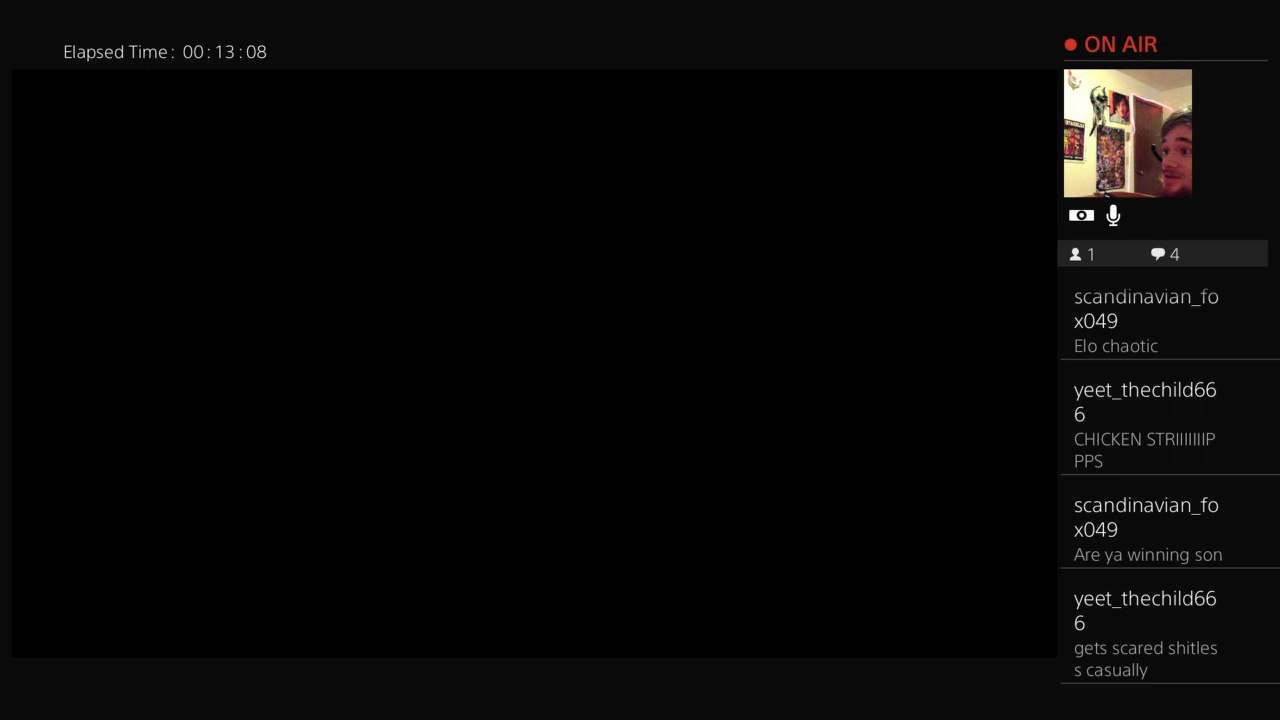 Elapsed Time: 00:13:08
ON AIR
1 4
scandinavian_fo
x049
Elo chaotic
yeet_thechild66
6
CHICKEN STRIIIIIIIP
PPS
scandinavian_fo
x049
Are ya winning son
yeet_thechild66
6
gets scared shitles
s casually